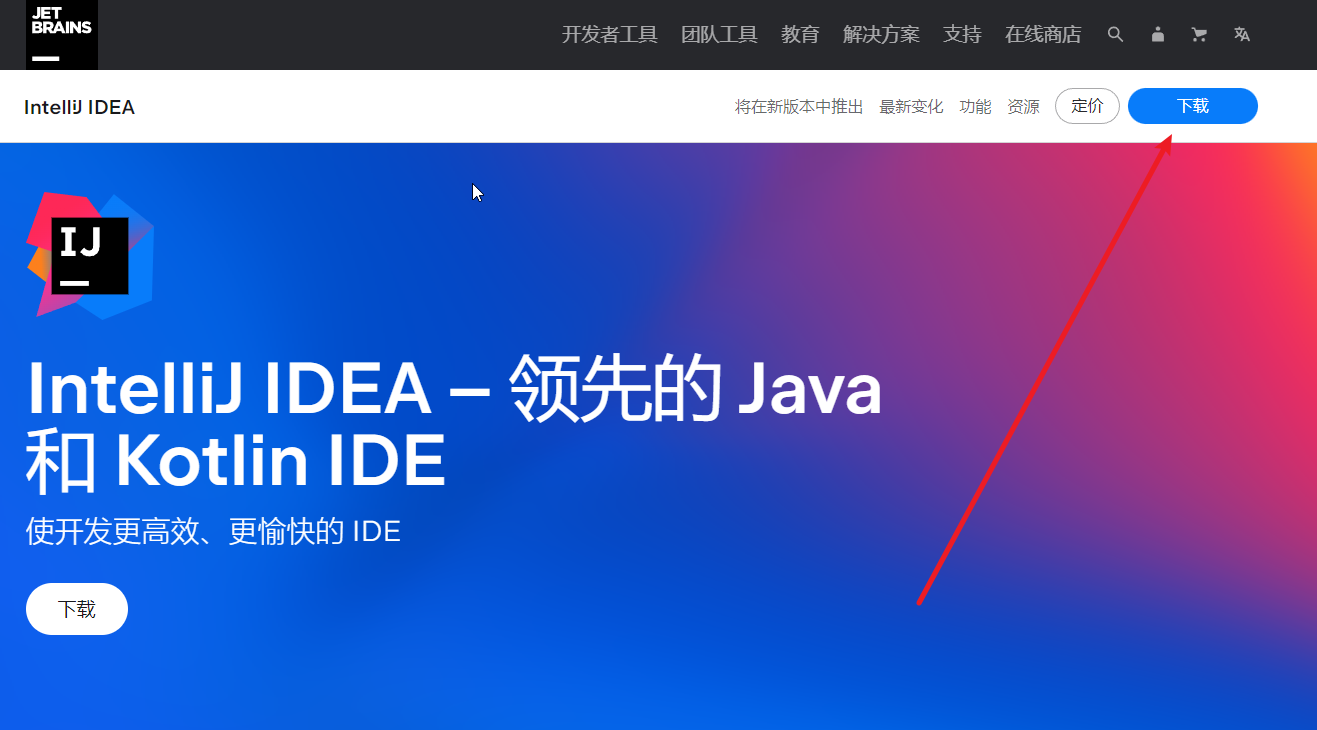 JET
BRAINS
开发者工具 团队工具 教育 解决方案 支持 在线商店
IntelliJ IDEA 将在新版本中推出 最新变化 功能 资源 定价 下载
IJ
IntelliJ IDEA – 领先的 Java
和 Kotlin IDE
使开发更高效、更愉快的 IDE
下载